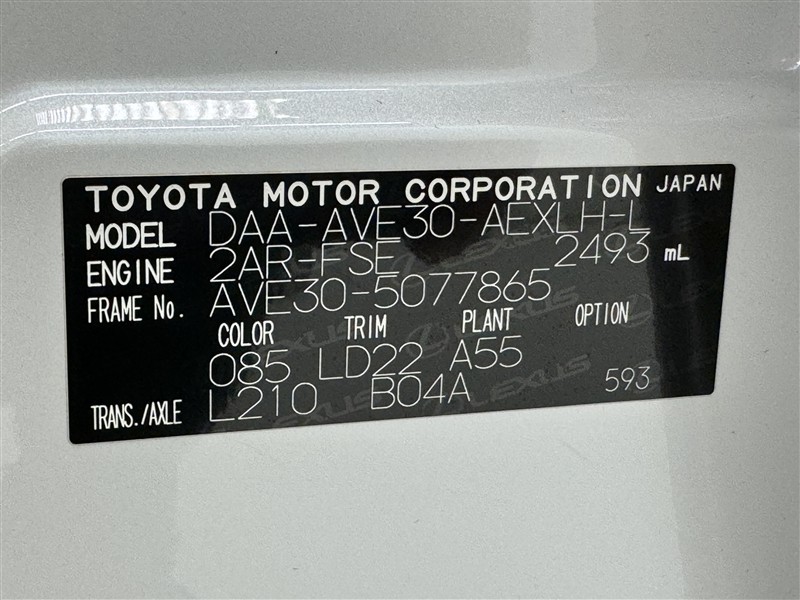 TOYOTA MOTOR CORPORATION JAPAN
MODEL DAA-AVE30-AEXLH-L
ENGINE 2AR-FSE 2493 mL
FRAME No. AVE30-5077865
COLOR TRIM PLANT OPTION
085 LD22 A55
TRANS./AXLE L210 B04A 593